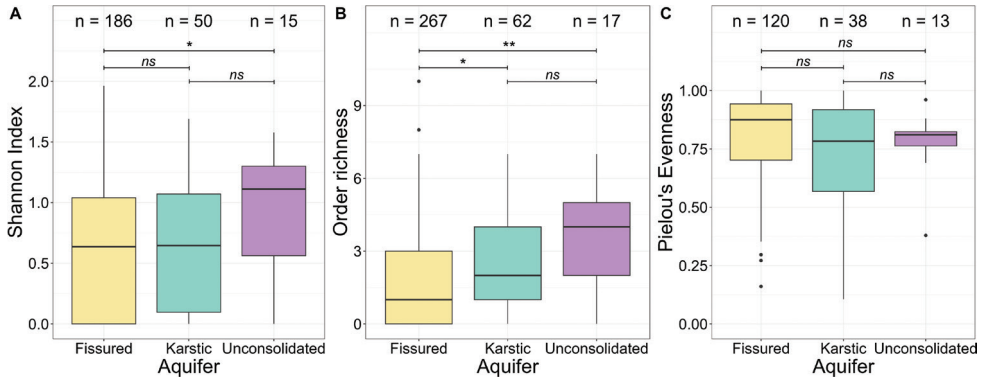 A
n = 186 n = 50 n = 15
*
ns
ns
2.0
1.5
1.0
0.5
0.0
Shannon Index
Fissured Karstic Unconsolidated
Aquifer
B
n = 267 n = 62 n = 17
**
*
ns
9
6
3
0
Order richness
Fissured Karstic Unconsolidated
Aquifer
C
n = 120 n = 38 n = 13
ns
ns
ns
1.00
0.75
0.50
0.25
0.00
Pielou's Evenness
Fissured Karstic Unconsolidated
Aquifer